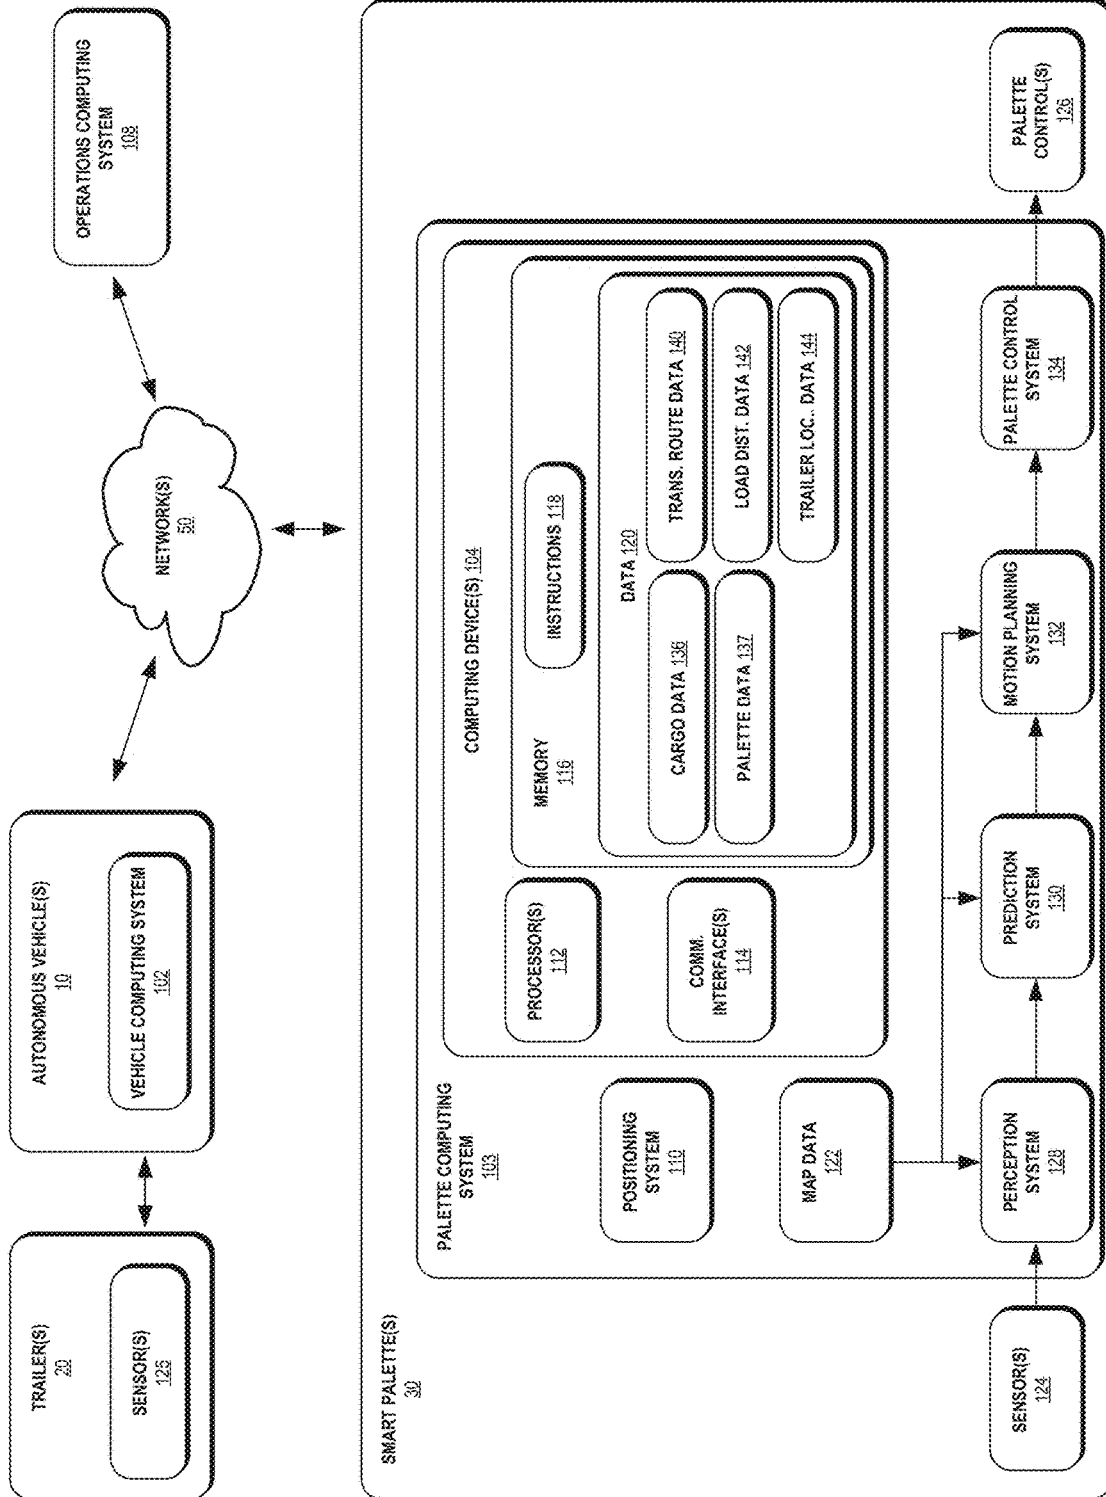 TRAILER(S)
20
SENSOR(S)
125
AUTONOMOUS VEHICLE(S)
10
VEHICLE COMPUTING SYSTEM
102
NETWORK(S)
50
OPERATIONS COMPUTING
SYSTEM
108
SMART PALETTE(S)
30
PALETTE COMPUTING
SYSTEM
103
COMPUTING DEVICE(S) 104
PROCESSOR(S)
112
COMM.
INTERFACE(S)
114
MEMORY
116
INSTRUCTIONS 118
DATA 120
CARGO DATA 136
TRANS. ROUTE DATA 140
PALETTE DATA 137
LOAD DIST. DATA 142
TRAILER LOC.. DATA 144
POSITIONING
SYSTEM
110
MAP DATA
122
SENSOR(S)
124
PERCEPTION
SYSTEM
128
PREDICTION
SYSTEM
130
MOTION PLANNING
SYSTEM
132
PALETTE CONTROL
SYSTEM
134
PALETTE
CONTROL(S)
126